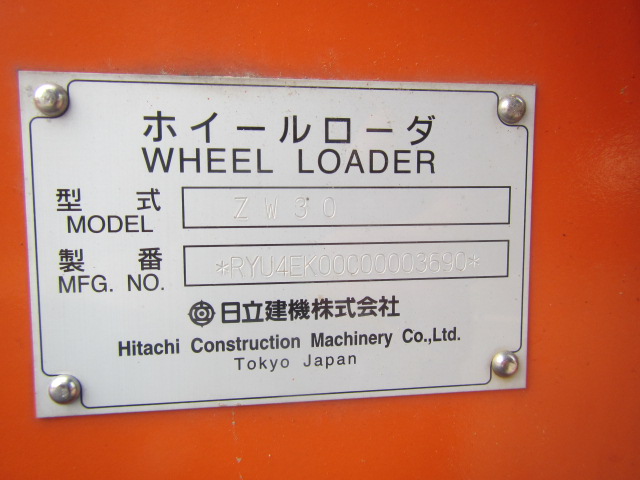 ホイールローダ
WHEEL LOADER
型式 ZW30
MODEL
製番 *RYU4EK00000003690*
MFG. NO.
日立建機株式会社
Hitachi Construction Machinery Co.,Ltd.
Tokyo Japan